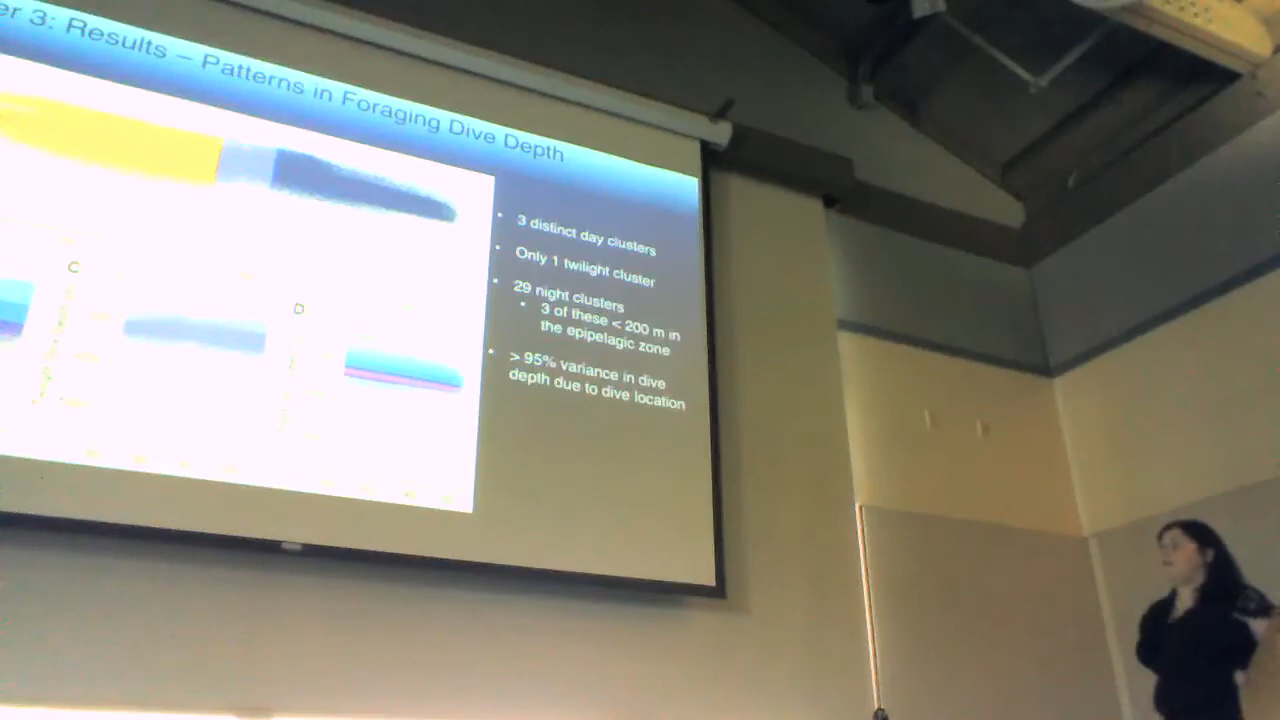 er 3: Results – Patterns in Foraging Dive Depth
C
D
• 3 distinct day clusters
• Only 1 twilight cluster
• 29 night clusters
• 3 of these < 200 m in
the epipelagic zone
• > 95% variance in dive
depth due to dive location